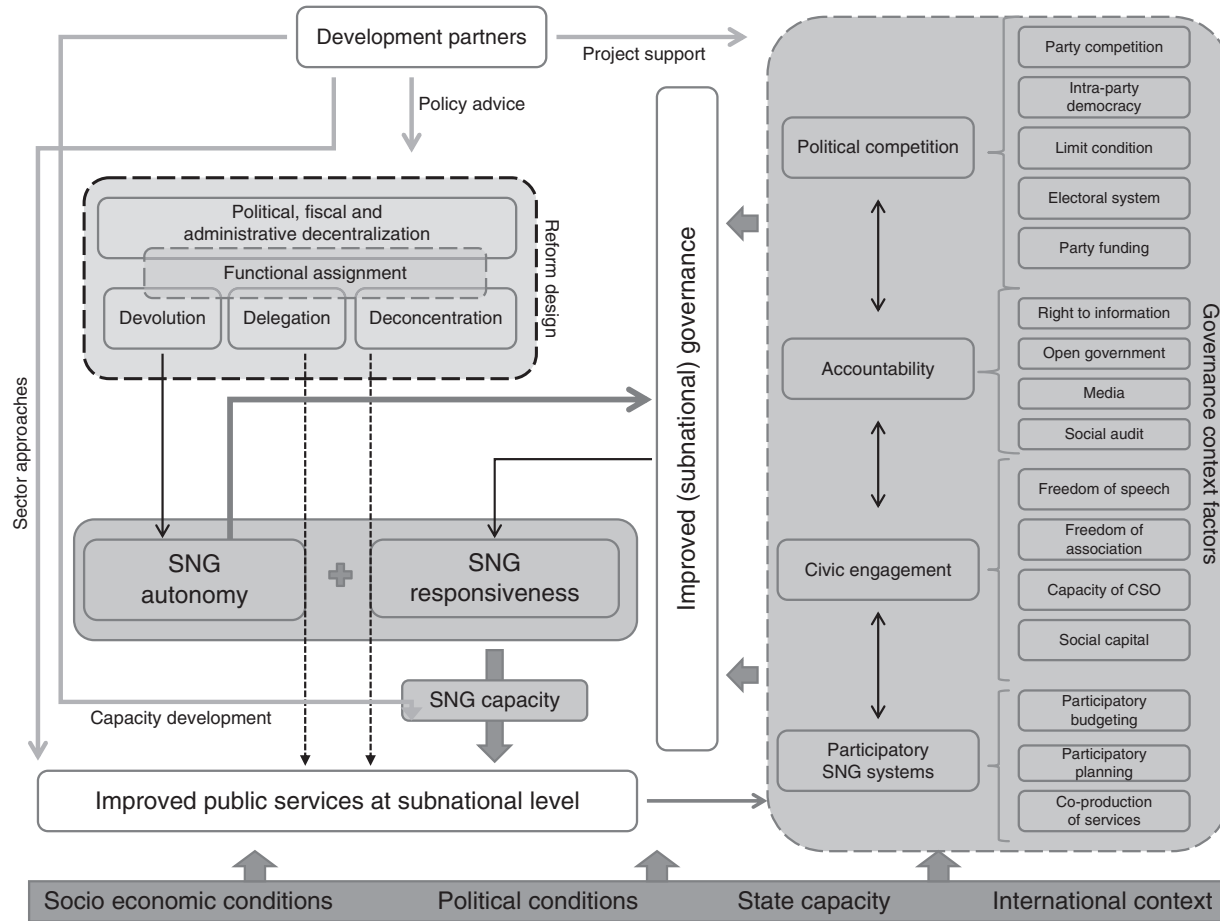 Development partners
Project support
Policy advice
Political, fiscal and
administrative decentralization
Functional assignment
Devolution
Delegation
Deconcentration
Reform design
Sector approaches
SNG
autonomy
SNG
responsiveness
SNG capacity
Capacity development
Improved public services at subnational level
Improved (subnational) governance
Political competition
Accountability
Civic engagement
Participatory
SNG systems
Party competition
Intra-party
democracy
Limit condition
Electoral system
Party funding
Right to information
Open government
Media
Social audit
Freedom of speech
Freedom of
association
Capacity of CSO
Social capital
Participatory
budgeting
Participatory
planning
Co-production
of services
Governance context factors
Socio economic conditions
Political conditions
State capacity
International context